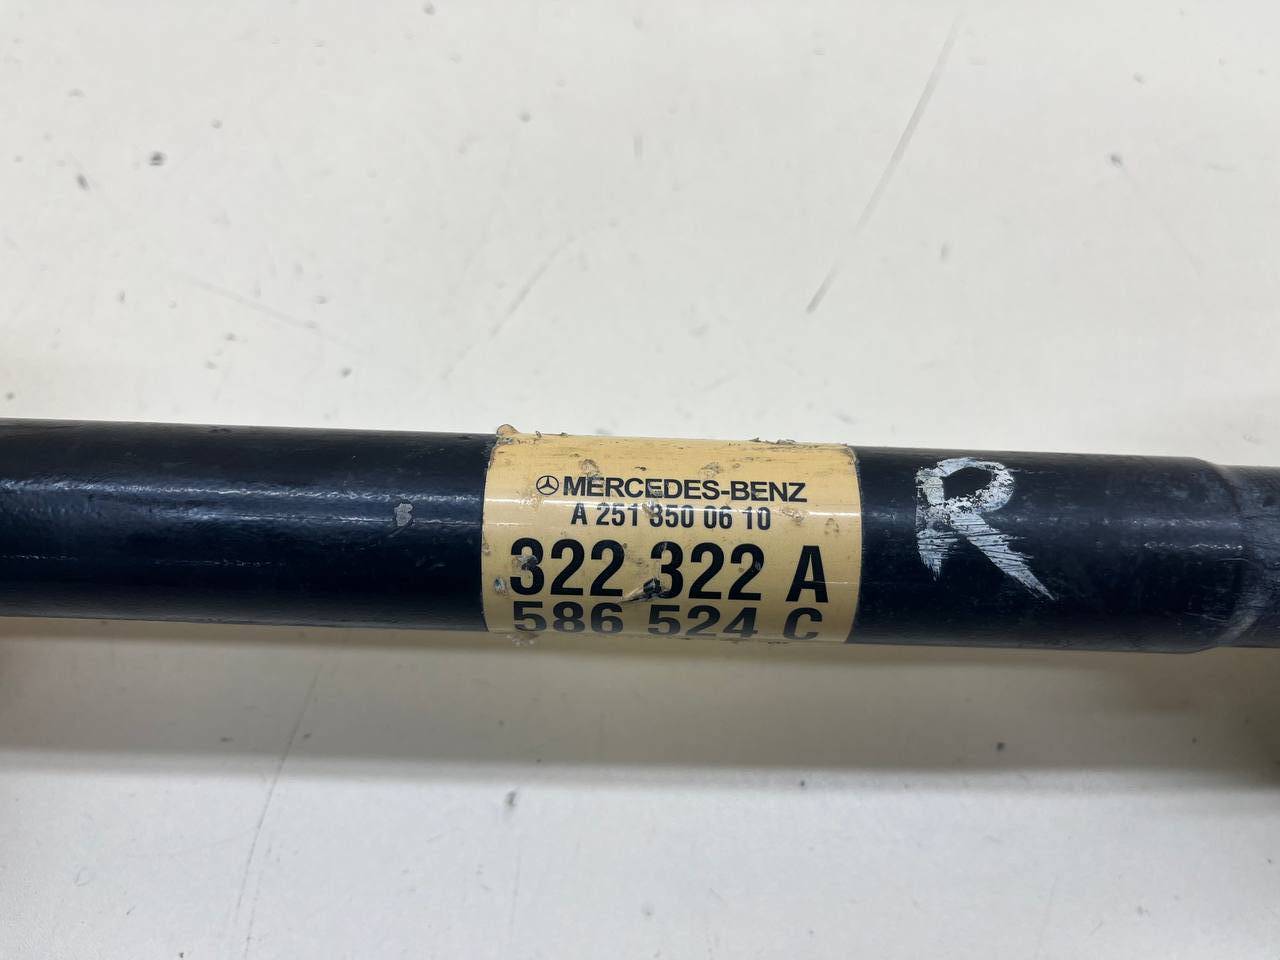 MERCEDES-BENZ
A 251 350 06 10
322 322 A
586 524 C
R